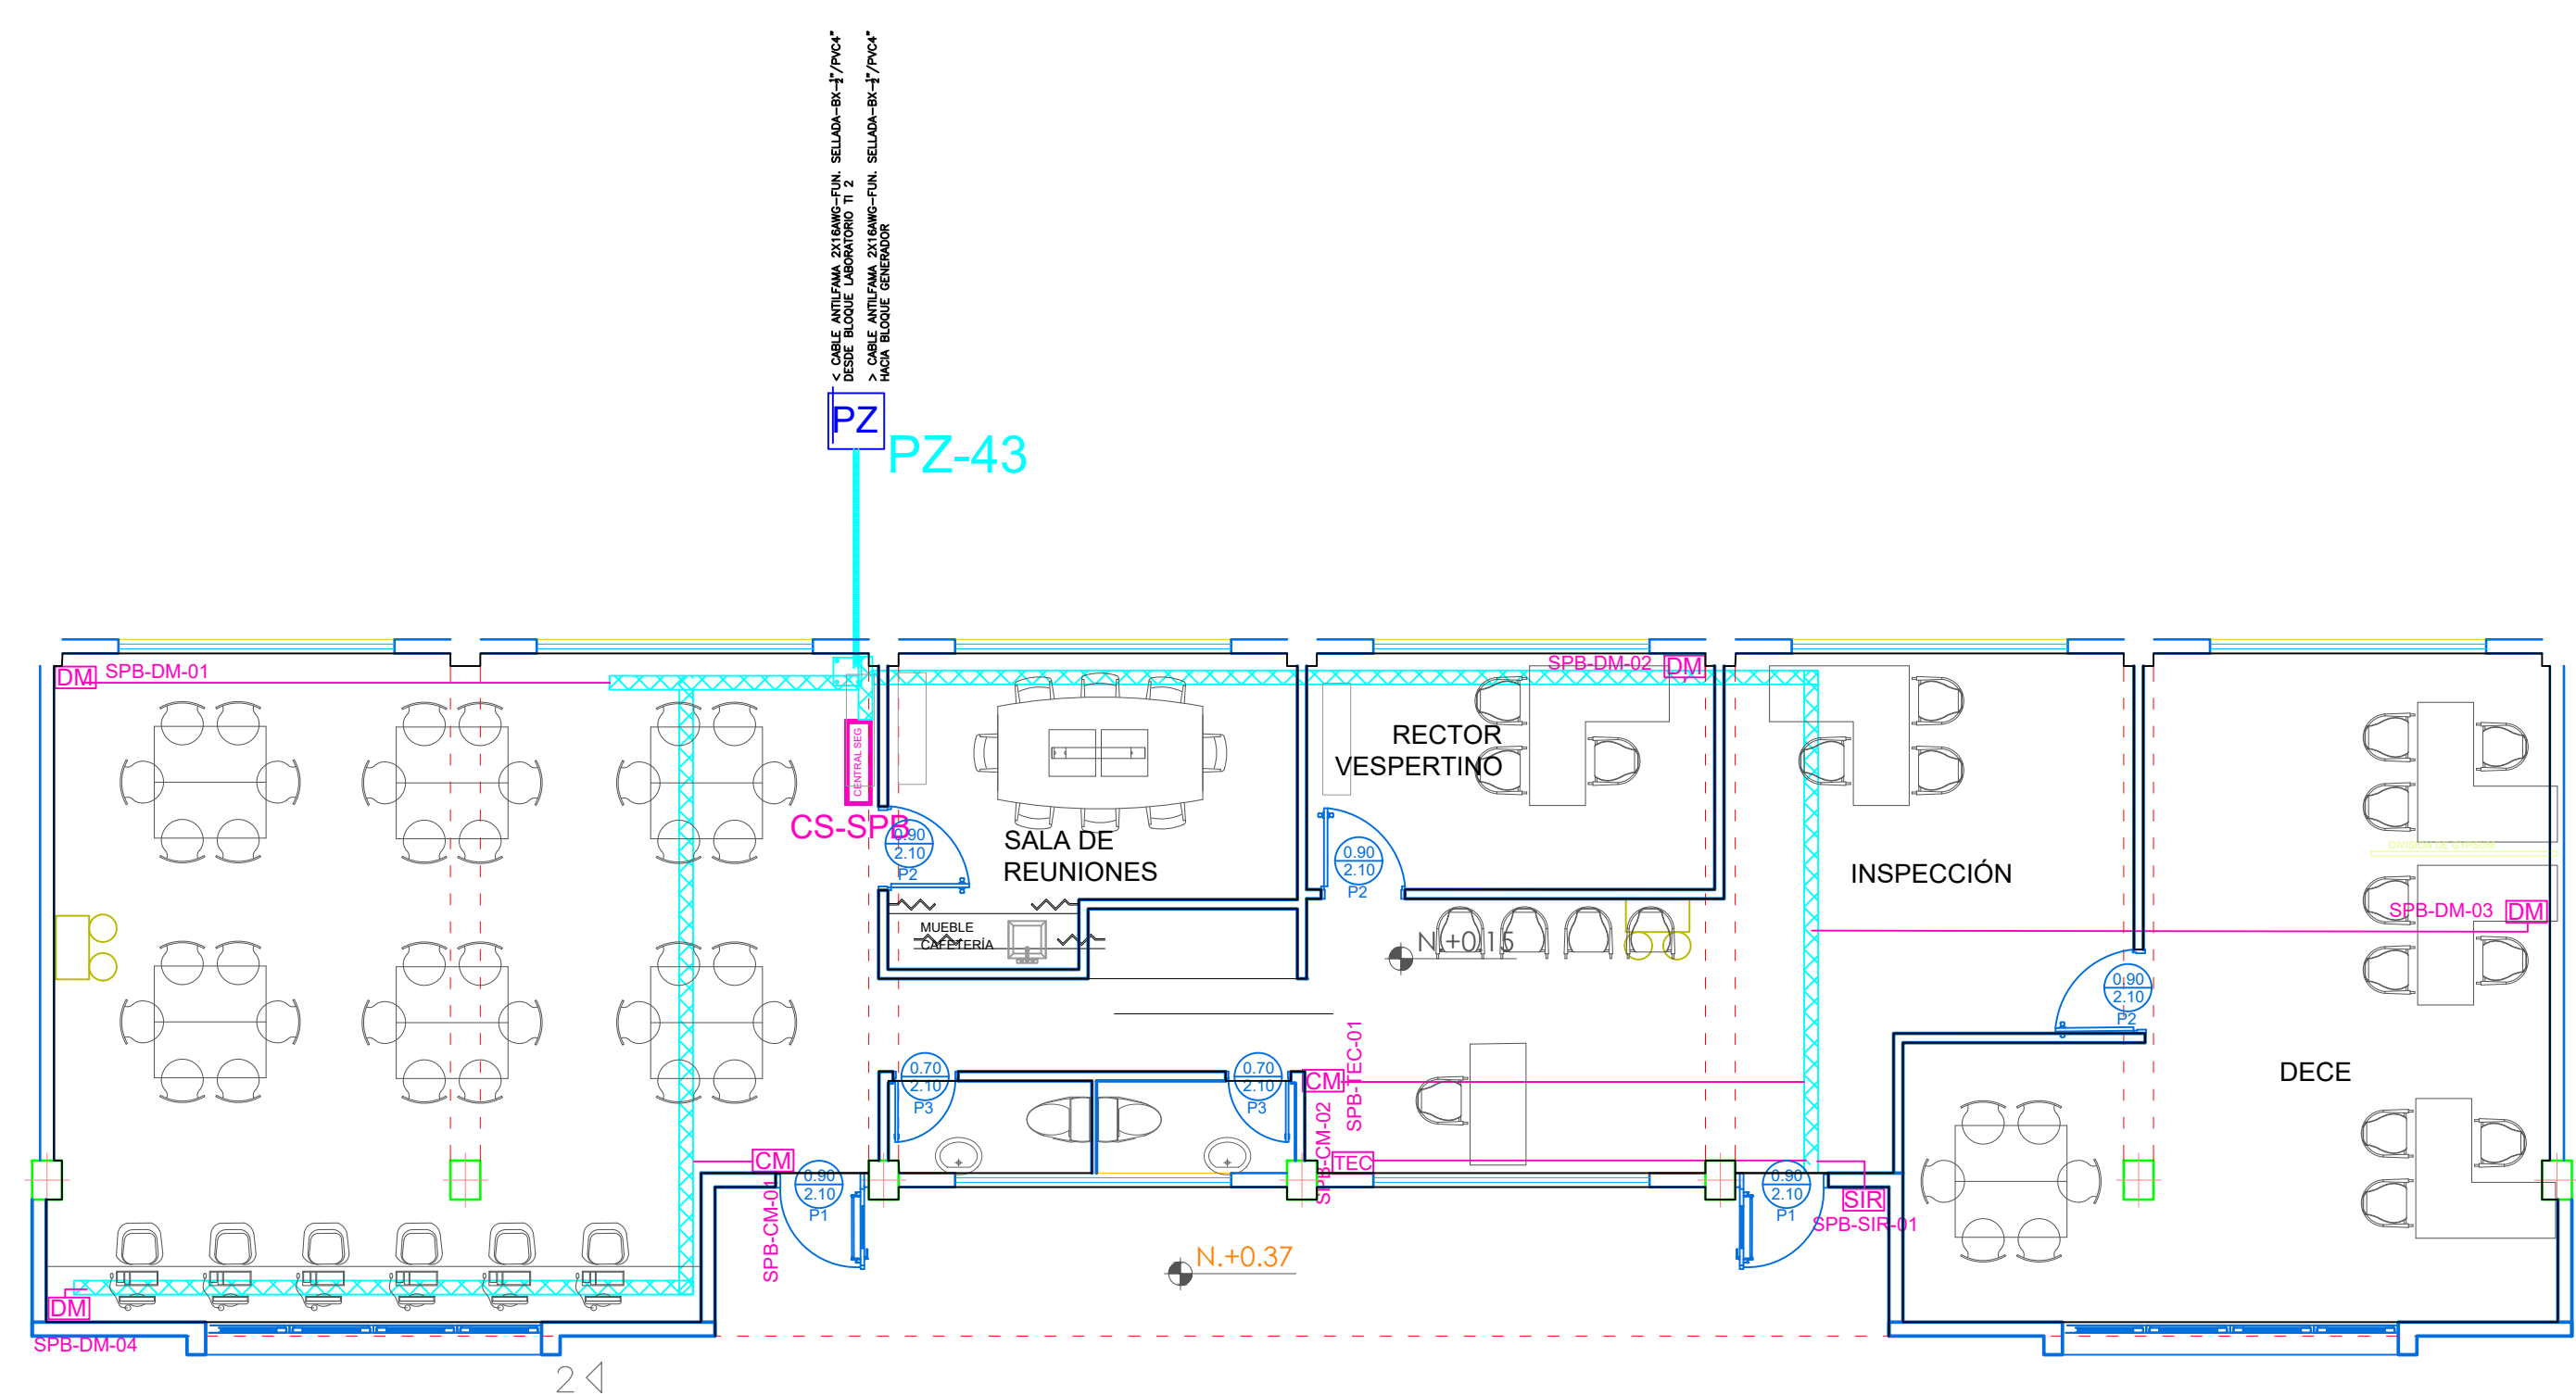 < CABLE ANTILFAMA 2X16AWG-FUN. SELLADA-BX-½"/PVC4"
DESDE BLOQUE LABORATORIO TI 2
> CABLE ANTILFAMA 2X16AWG-FUN. SELLADA-BX-½"/PVC4"
HACIA BLOQUE GENERADOR
PZ
PZ-43
DM
SPB-DM-01
SPB-DM-02
DM
CENTRAL SEG
CS-SPB
RECTOR
VESPERTINO
SALA DE
REUNIONES
0.90
2.10
P2
0.90
2.10
P2
INSPECCIÓN
DIVISION DE GYPSUM
SPB-DM-03
DM
MUEBLE
CAFETERÍA
N.+0.15
0.90
2.10
P2
DECE
0.70
2.10
P3
0.70
2.10
P3
CM
SPB-TEC-01
SPB-CM-02
TEC
CM
SPB-CM-01
0.90
2.10
P1
0.90
2.10
P1
SIR
SPB-SIR-01
N.+0.37
DM
SPB-DM-04
2